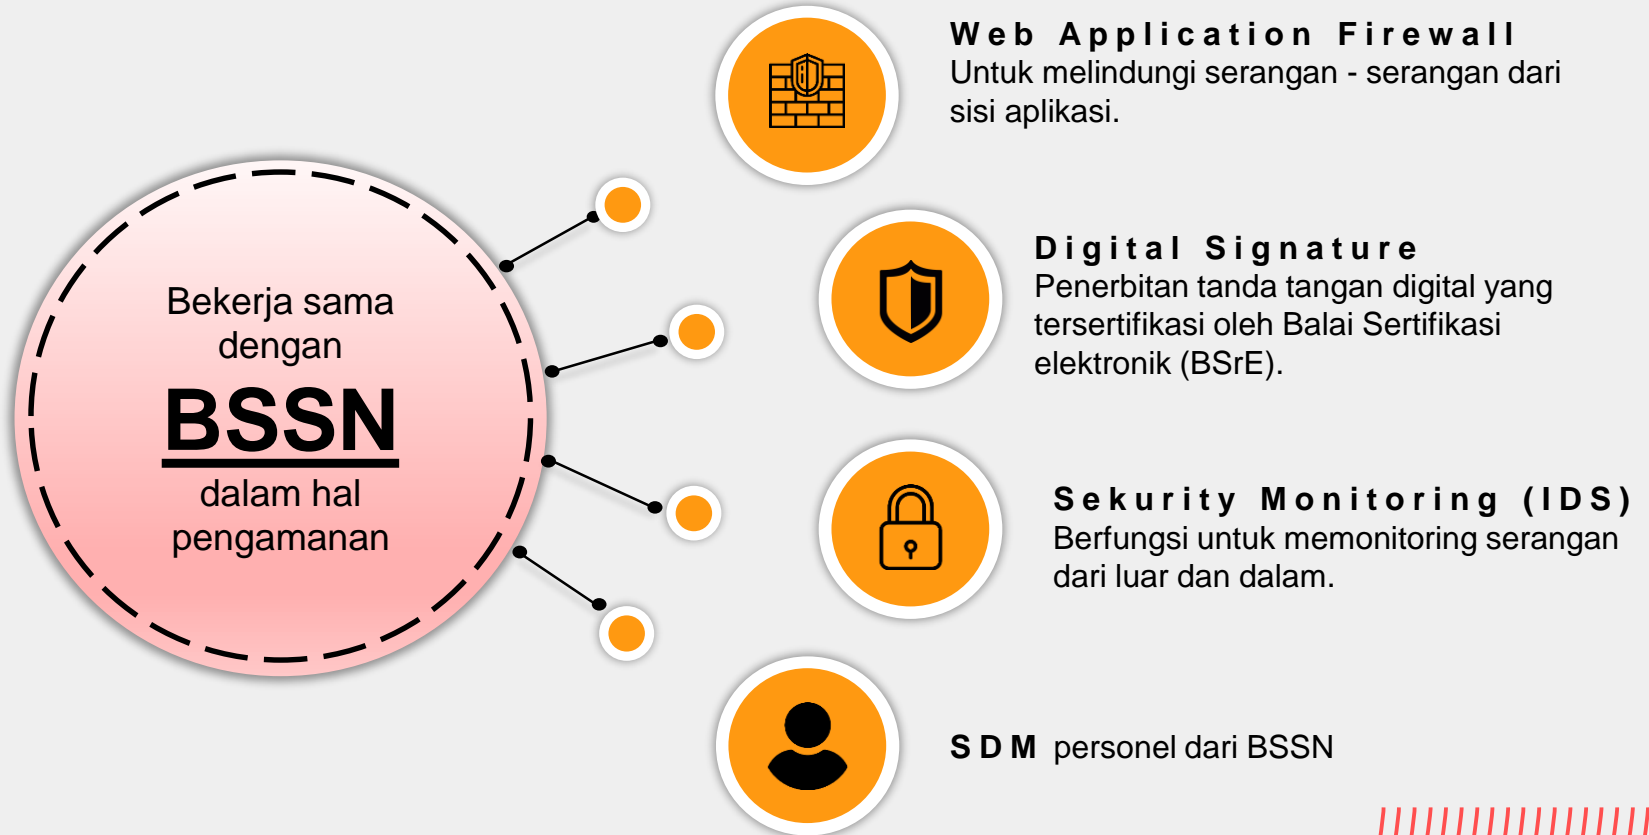 Bekerja sama
dengan
BSSN
dalam hal
pengamanan
Web Application Firewall
Untuk melindungi serangan - serangan dari
sisi aplikasi.
Digital Signature
Penerbitan tanda tangan digital yang
tersertifikasi oleh Balai Sertifikasi
elektronik (BSrE).
Sekurity Monitoring (IDS)
Berfungsi untuk memonitoring serangan
dari luar dan dalam.
SDM personel dari BSSN